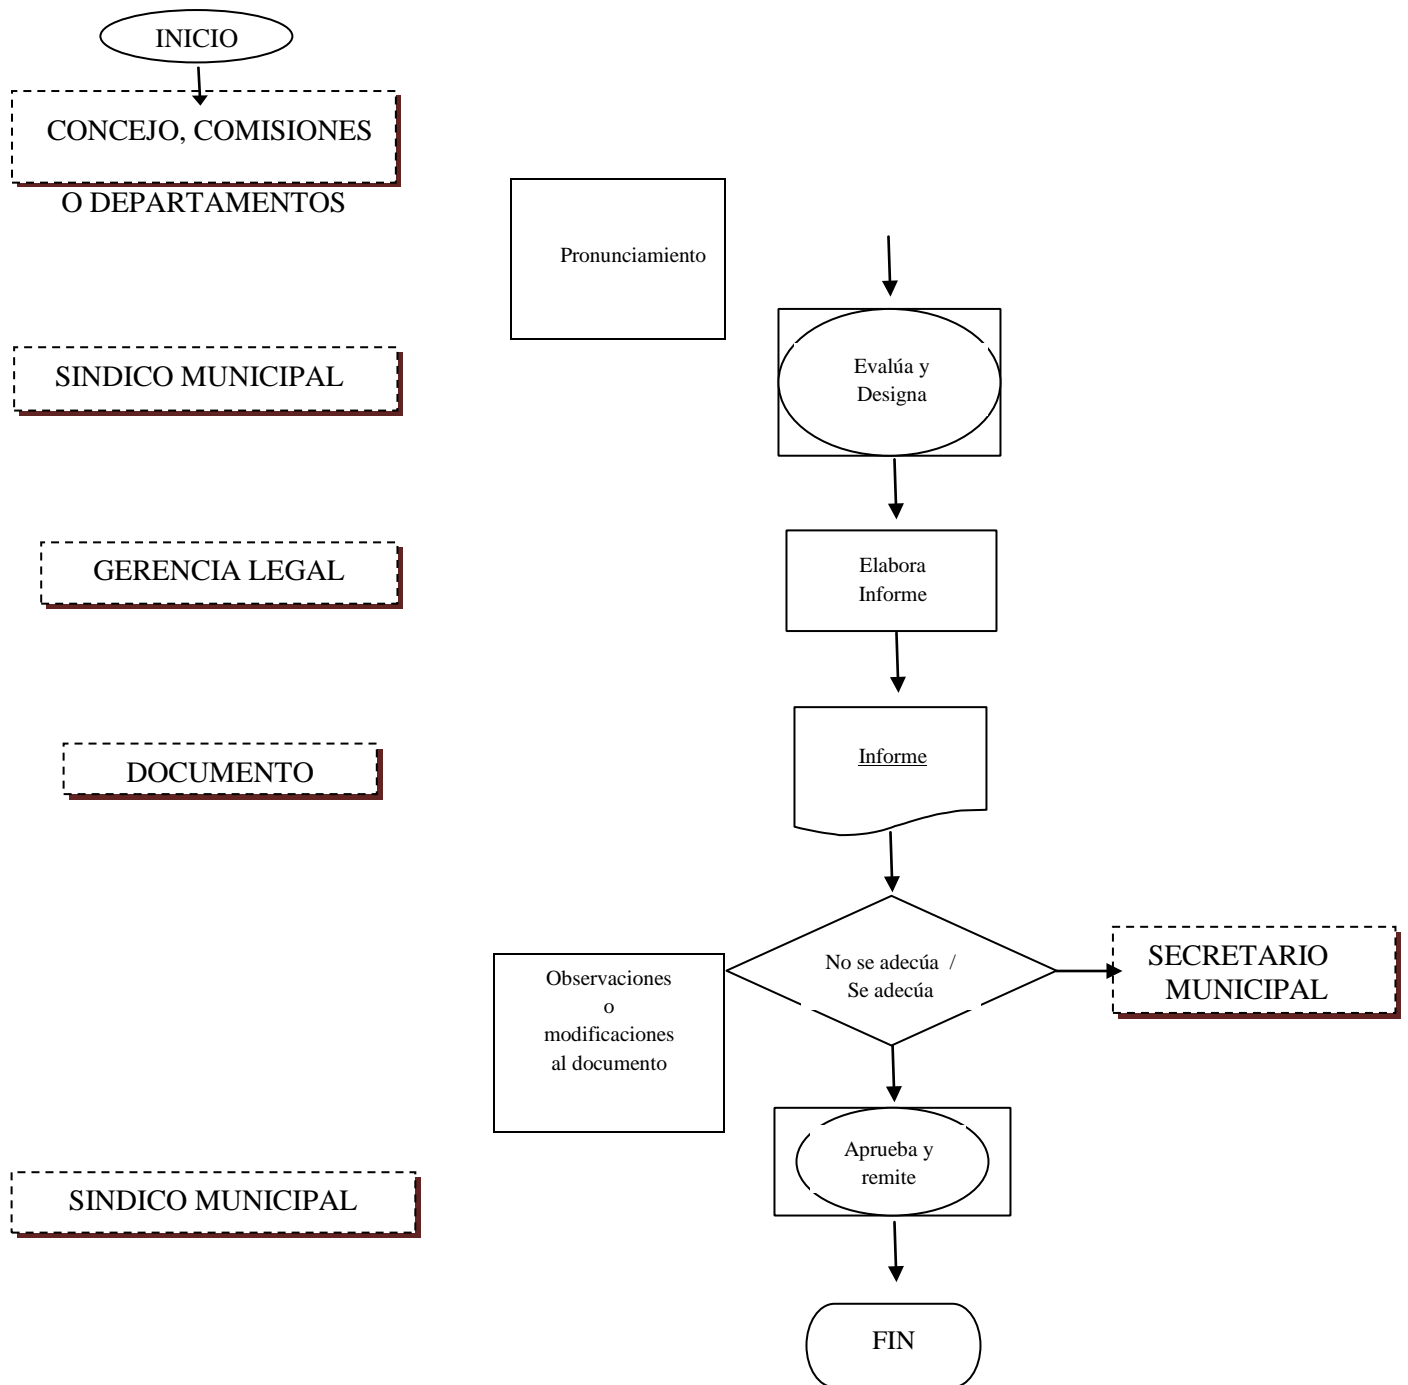 INICIO
CONCEJO, COMISIONES
O DEPARTAMENTOS
Pronunciamiento
SINDICO MUNICIPAL
Evalúa y
Designa
GERENCIA LEGAL
Elabora
Informe
DOCUMENTO
Informe
Observaciones
o
modificaciones
al documento
No se adecúa /
Se adecúa
SECRETARIO
MUNICIPAL
SINDICO MUNICIPAL
Aprueba y
remite
FIN